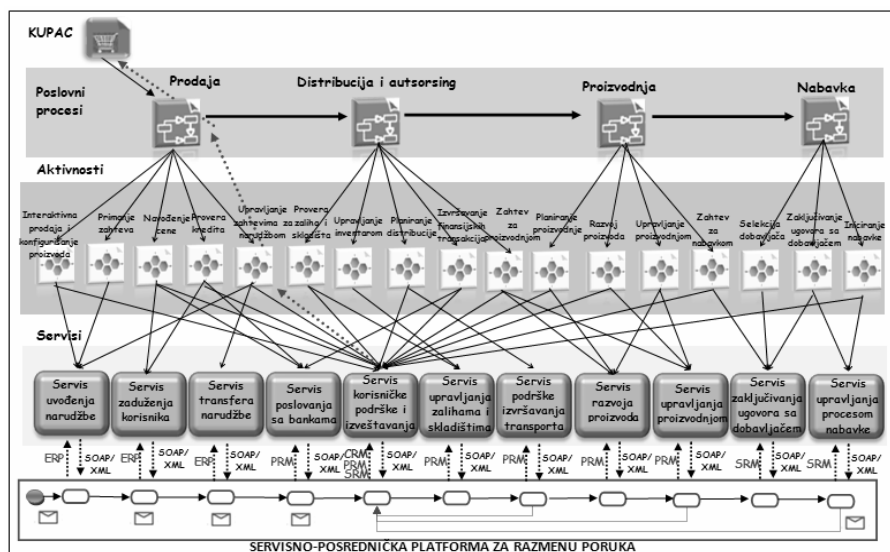 KUPAC
Prodaja
Distribucija i autsorsing
Proizvodnja
Nabavka
Poslovni
procesi
Aktivnosti
Interaktivna
prodaja i
konfigurisanje
proizvoda
Primanje
zahteva
Navođenje
cene
Provera
kredita
Upravljanje
zahtevima za
narudžbom
Provera
zaliha i
skladišta
Upravljanje
inventarom
Planiranje
distribucije
Izvršavanje
finansijskih
transakcija
Zahtev
za
proizvodnjom
Planiranje
proizvodnje
Razvoj
proizvoda
Upravljanje
proizvodnjom
Zahtev
za
nabavkom
Selekcija
dobavljača
Zaključivanje
ugovora sa
dobavljačem
Iniciranje
nabavke
Servisi
Servis
uvođenja
narudžbe
Servis
zaduženja
korisnika
Servis
transfera
narudžbe
Servis
poslovanja
sa bankama
Servis
korisničke
podrške i
izveštavanja
Servis
upravljanja
zalihama i
skladištima
Servis
podrške
izvršavanja
transporta
Servis
razvoja
proizvoda
Servis
upravljanja
proizvodnjom
Servis
zaključivanja
ugovora sa
dobavljačem
Servis
upravljanja
procesom
nabavke
ERP
SOAP/
XML
ERP
SOAP/
XML
ERP
SOAP/
XML
PRM
SOAP/
XML
CRM
PRM
SRM
SOAP/
XML
PRM
SOAP/
XML
PRM
SOAP/
XML
PRM
SOAP/
XML
PRM
SOAP/
XML
SRM
SOAP/
XML
SRM
SOAP/
XML
SERVISNO-POSREDNIČKA PLATFORMA ZA RAZMENU PORUKA